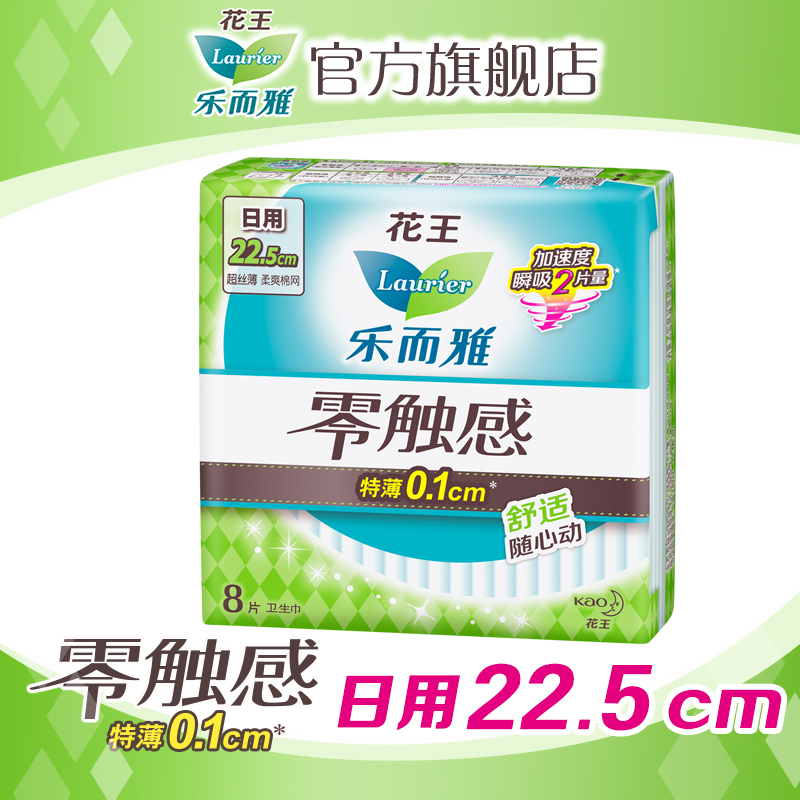 花王
Laurier
乐而雅
官方旗舰店
日用
22.5cm
超丝薄 柔爽棉网
花王
Laurier
乐而雅
加速度
瞬吸2片量*
零触感
特薄0.1cm*
舒适
随心动
8片 卫生巾
Kao
花王
零触感
特薄0.1cm*
日用22.5cm